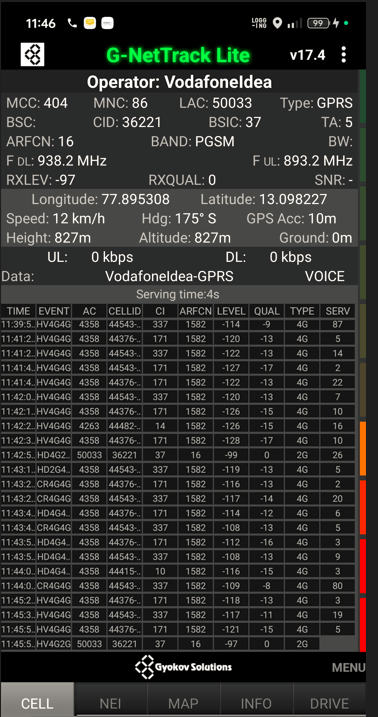 11:46 LOGGING 99
G-NetTrack Lite v17.4
Operator: VodafoneIdea
MCC: 404 MNC: 86 LAC: 50033 Type: GPRS
BSC: CID: 36221 BSIC: 37 TA: 5
ARFCN: 16 BAND: PGSM BW:
F DL: 938.2 MHz F UL: 893.2 MHz
RXLEV: -97 RXQUAL: 0 SNR: -
Longitude: 77.895308 Latitude: 13.098227
Speed: 12 km/h Hdg: 175° S GPS Acc: 10m
Height: 827m Altitude: 827m Ground: 0m
UL: 0 kbps DL: 0 kbps
Data: VodafoneIdea-GPRS VOICE
Serving time:4s
TIME EVENT AC CELLID CI ARFCN LEVEL QUAL TYPE SERV
11:39:5.. HV4G4G 4358 44543-.. 337 1582 -114 -9 4G 87
11:41:2.. HV4G4G 4358 44376-.. 171 1582 -120 -13 4G 5
11:41:2.. HV4G4G 4358 44543-.. 337 1582 -122 -13 4G 14
11:41:4.. HV4G4G 4358 44376-.. 171 1582 -127 -17 4G 2
11:41:4.. HV4G4G 4358 44376-.. 171 1582 -122 -13 4G 22
11:42:0.. HV4G4G 4358 44543-.. 337 1582 -120 -13 4G 7
11:42:1.. HV4G4G 4358 44376-.. 171 1582 -126 -15 4G 10
11:42:2.. HV4G4G 4263 44482-.. 14 1582 -126 -15 4G 16
11:42:3.. HV4G4G 4358 44376-.. 171 1582 -128 -17 4G 10
11:42:5.. HD4G2.. 50033 36221 37 16 -99 0 2G 26
11:43:1.. HD2G4.. 4358 44543-.. 337 1582 -119 -13 4G 5
11:43:2.. CR4G4G 4358 44376-.. 171 1582 -116 -13 4G 2
11:43:2.. CR4G4G 4358 44543-.. 337 1582 -117 -14 4G 20
11:43:4.. HD4G4.. 4358 44376-.. 171 1582 -114 -12 4G 6
11:43:4.. CR4G4G 4358 44543-.. 337 1582 -108 -13 4G 5
11:43:5.. HD4G4.. 4358 44376-.. 171 1582 -112 -16 4G 3
11:43:5.. HD4G4.. 4358 44543-.. 337 1582 -108 -13 4G 9
11:44:0.. HD4G4.. 4358 44415-.. 10 1582 -116 -15 4G 3
11:44:0.. CR4G4G 4358 44543-.. 337 1582 -109 -8 4G 80
11:45:2.. HV4G4G 4358 44376-.. 171 1582 -118 -13 4G 3
11:45:2.. HV4G4G 4358 44543-.. 337 1582 -117 -11 4G 19
11:45:5.. HV4G4G 4358 44376-.. 171 1582 -121 -15 4G 5
11:45:5.. HV4G2G 50033 36221 37 16 -97 0 2G
Gyokov Solutions MENU
CELL NEI MAP INFO DRIVE